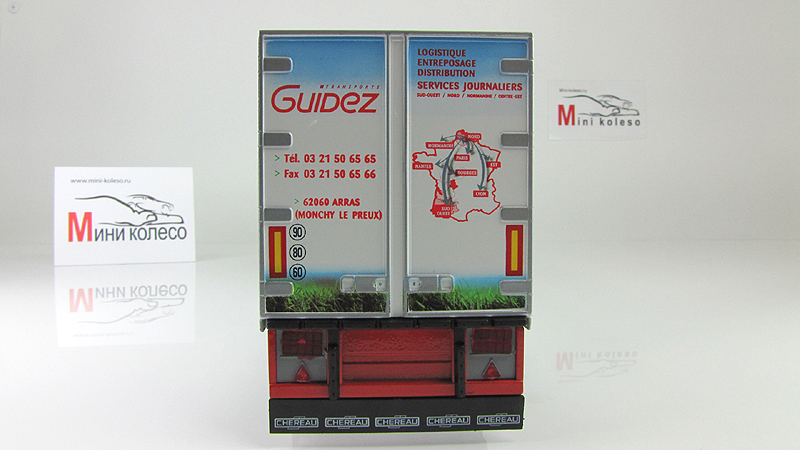 TRANSPORTS
GUIDEZ
> Tél. 03 21 50 65 65
> Fax 03 21 50 65 66
> 62060 ARRAS
(MONCHY LE PREUX)
90
80
60
LOGISTIQUE
ENTREPOSAGE
DISTRIBUTION
SERVICES JOURNALIERS
SUD-OUEST / NORD / NORMANDIE / CENTRE-EST
NORD
NORMANDIE
PARIS
NANTES
EST
BOURGES
LYON
SUD
OUEST
CHEREAU CHEREAU CHEREAU CHEREAU CHEREAU
www.mini-koleso.ru
Мини колесо
Mini koleso